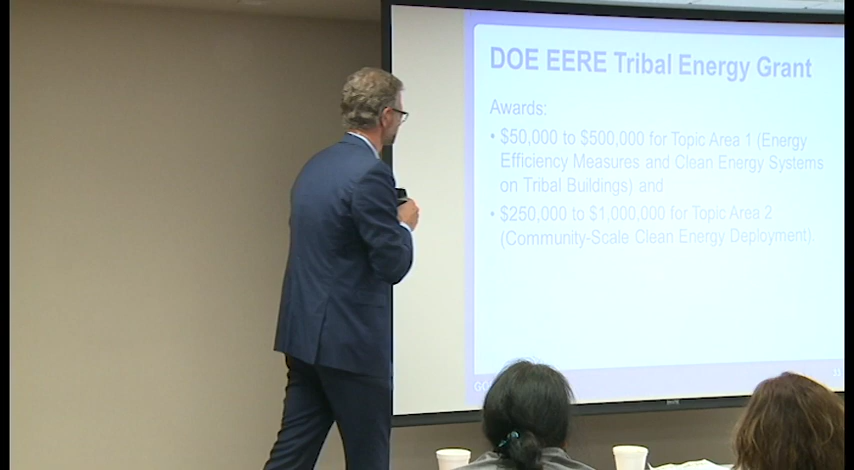 DOE EERE Tribal Energy Grant
Awards:
• $50,000 to $500,000 for Topic Area 1 (Energy
Efficiency Measures and Clean Energy Systems
on Tribal Buildings) and
• $250,000 to $1,000,000 for Topic Area 2
(Community-Scale Clean Energy Deployment)